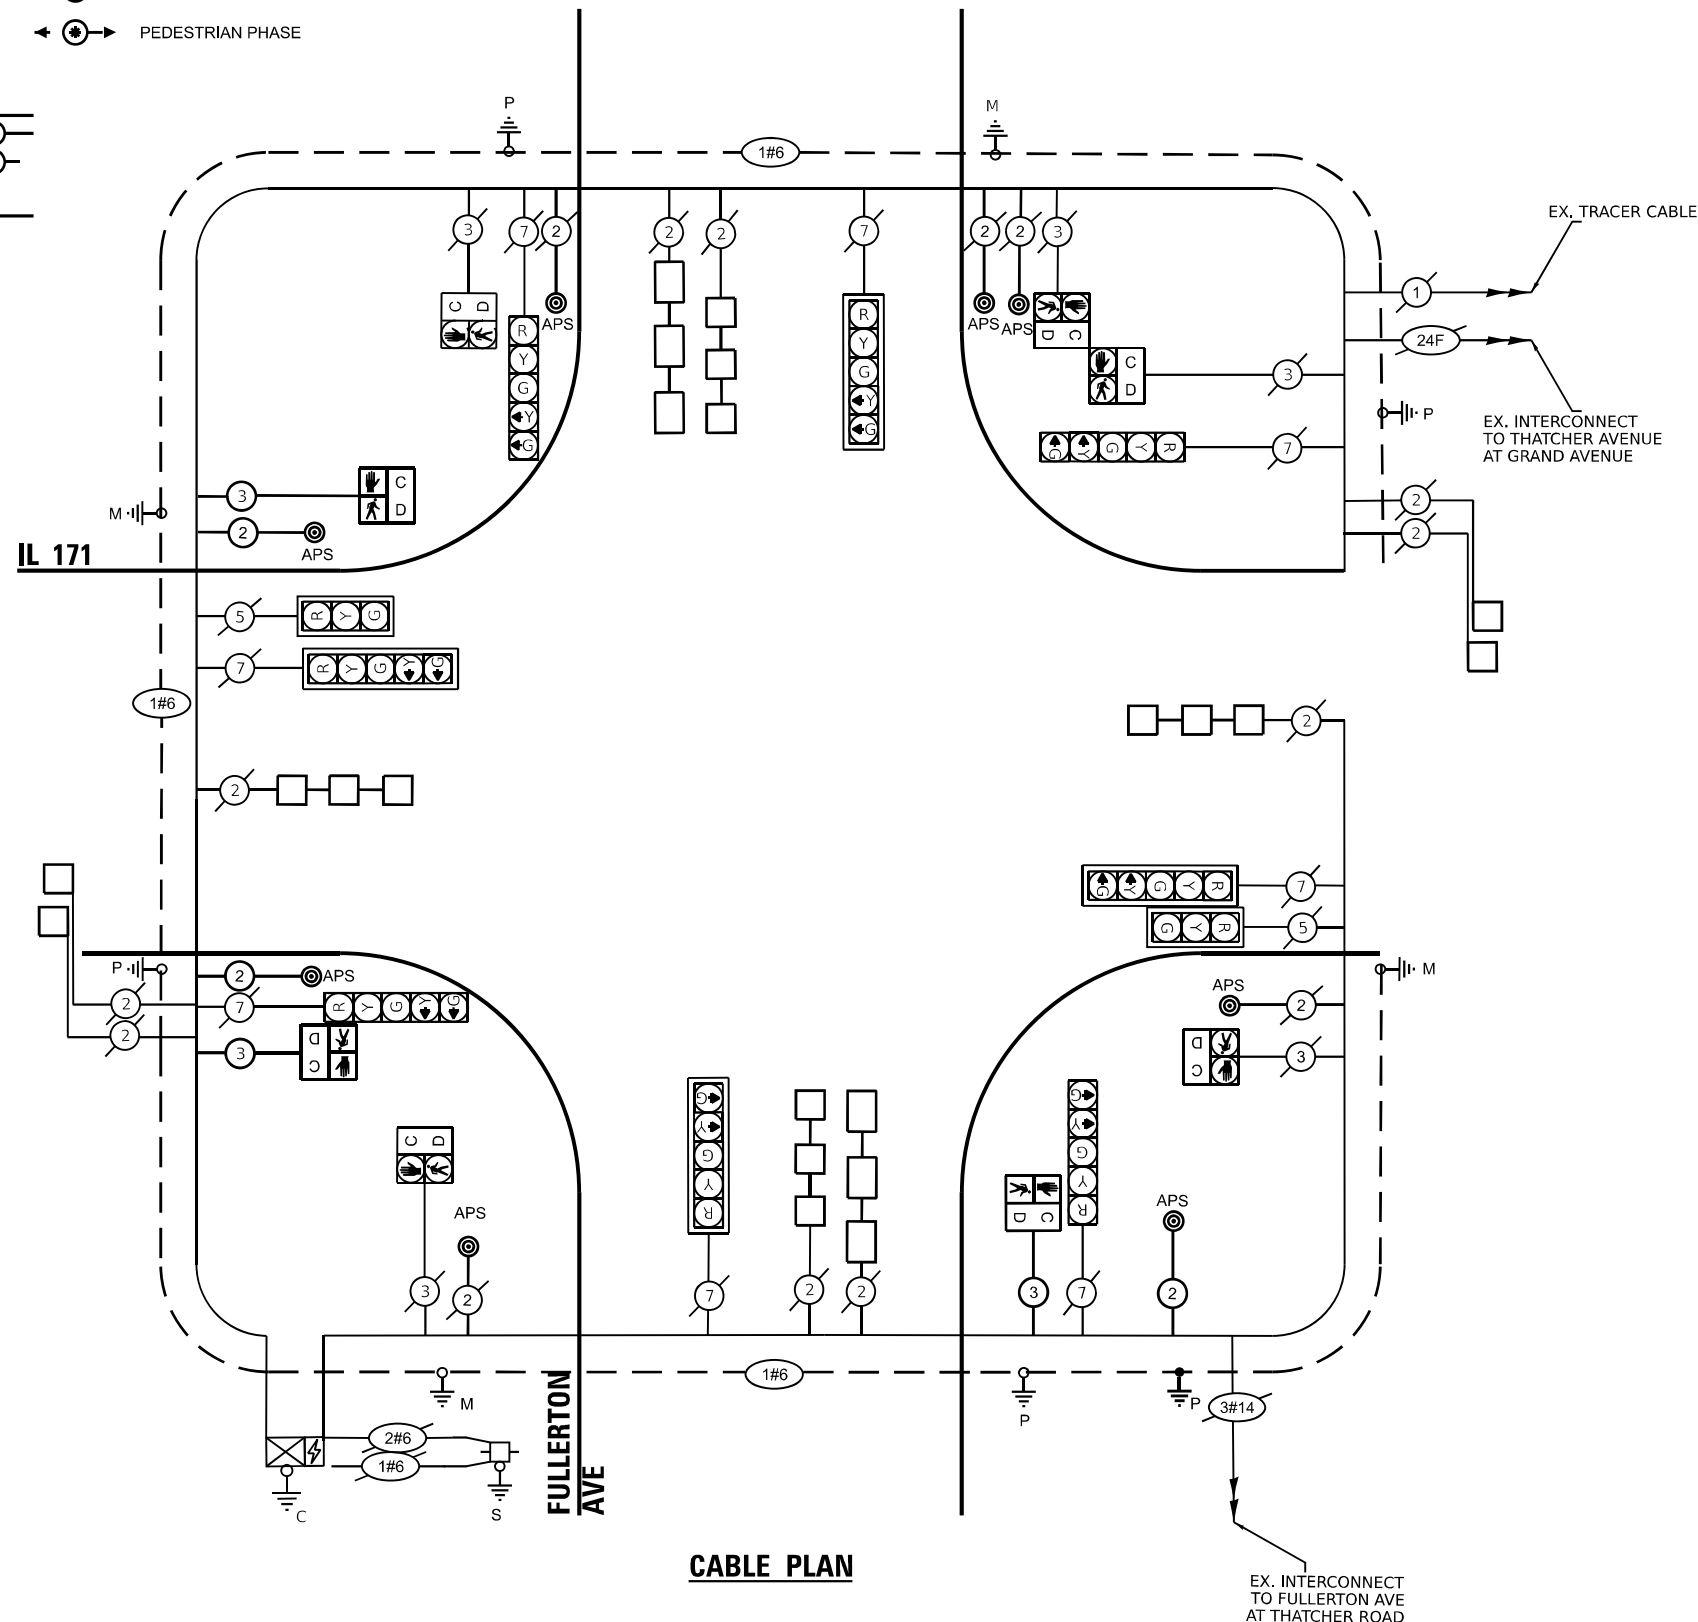 PEDESTRIAN PHASE
P
M
1#6
EX. TRACER CABLE
3 7 2 2 2 7 2 2 3
1
C D
R Y G Y G
APS
R Y G Y G
APS APS
D C
24F
C D
3
P
EX. INTERCONNECT
TO THATCHER AVENUE
AT GRAND AVENUE
G Y G Y R
7
3
C
D
M
2
APS
2
2
IL 171
5
R Y G
7
R Y G Y G
1#6
2
2
G Y G Y R
7
G Y R
5
P
2
APS
M
APS
2
2
7
R Y G Y G
2
3
D C
D C
3
G Y G Y R
G Y G Y R
C D
D C
APS
APS
3
2
7
2
2
3
7
2
1#6
M
P
P
3#14
FULLERTON
AVE
2#6
1#6
C
S
CABLE PLAN
EX. INTERCONNECT
TO FULLERTON AVE
AT THATCHER ROAD